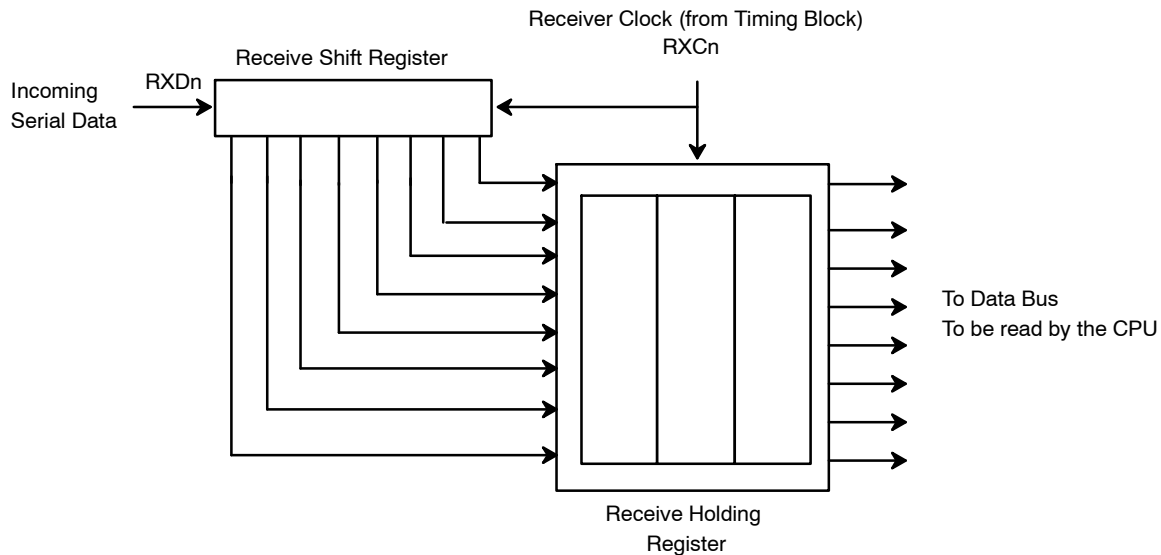 Receiver Clock (from Timing Block)
RXCn
Receive Shift Register
RXDn
Incoming
Serial Data
To Data Bus
To be read by the CPU
Receive Holding
Register